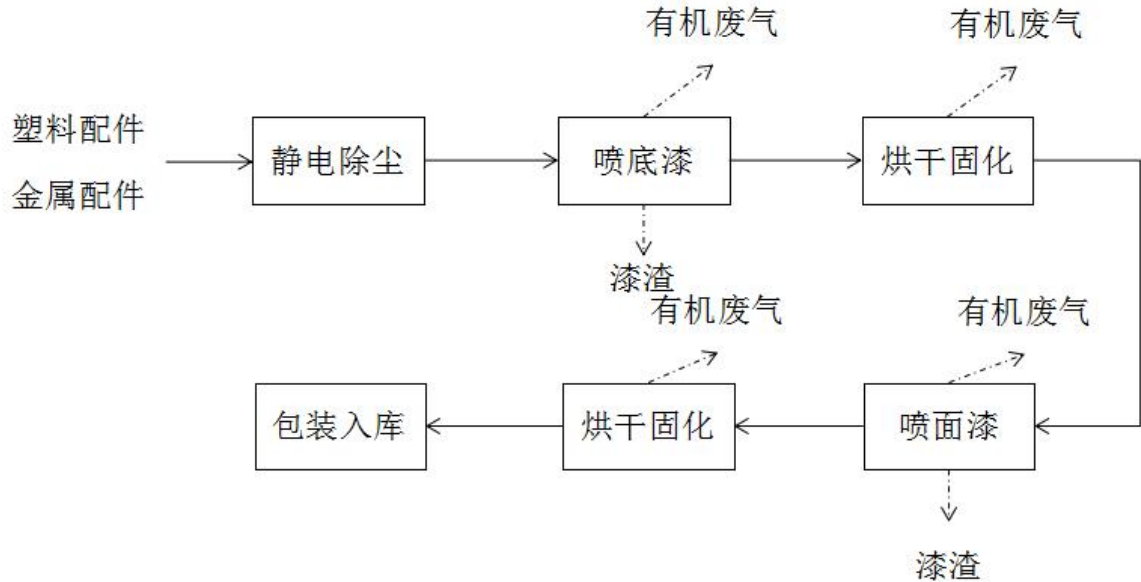 有机废气
有机废气
塑料配件
静电除尘
喷底漆
烘干固化
金属配件
漆渣
有机废气
有机废气
包装入库
烘干固化
喷面漆
漆渣